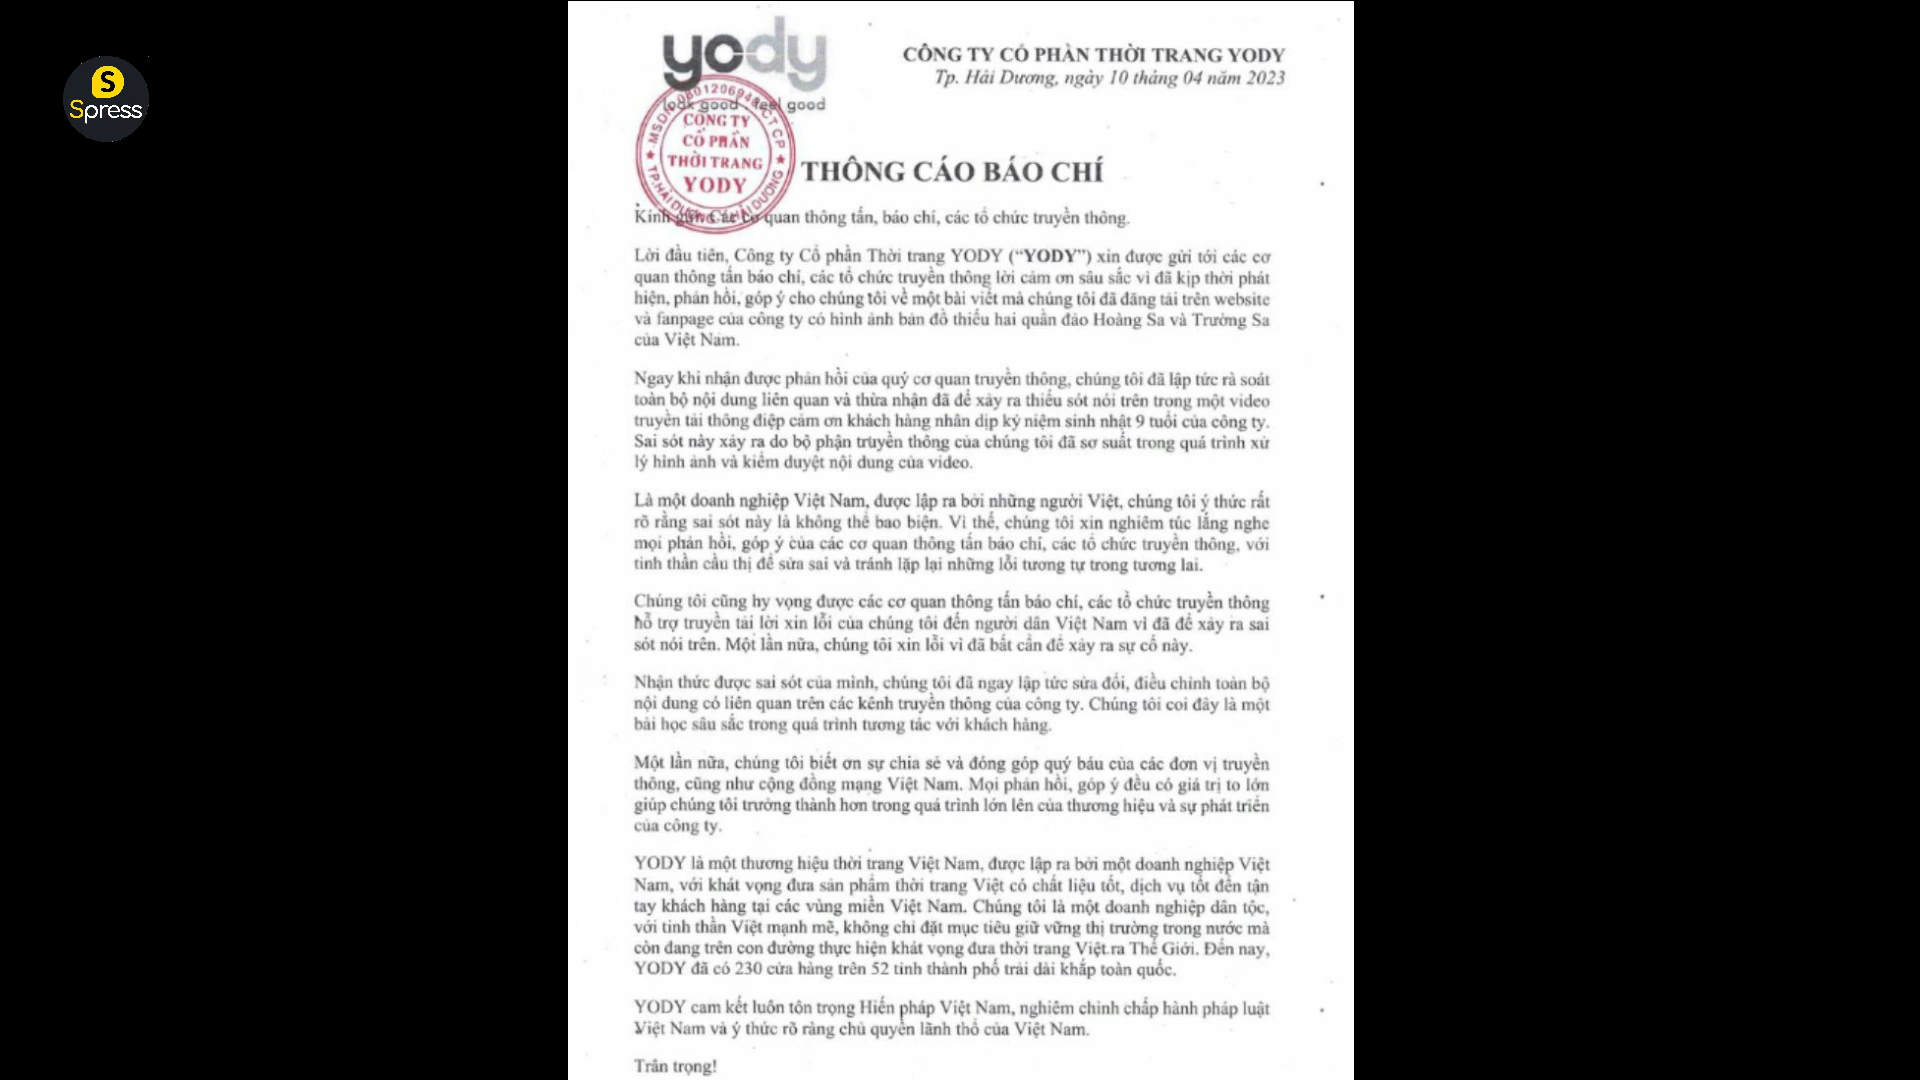 S
Spress
yody
look good . feel good
CÔNG TY CỔ PHẦN THỜI TRANG YODY
Tp. Hải Dương, ngày 10 tháng 04 năm 2023
MSDN: 0801206948 CT CP
CÔNG TY
CỔ PHẦN
THỜI TRANG
YODY
TP.HẢI DƯƠNG - HẢI DƯƠNG
THÔNG CÁO BÁO CHÍ
Kính gửi: Các cơ quan thông tấn, báo chí, các tổ chức truyền thông.
Lời đầu tiên, Công ty Cổ phần Thời trang YODY (“YODY”) xin được gửi tới các cơ
quan thông tấn báo chí, các tổ chức truyền thông lời cảm ơn sâu sắc vì đã kịp thời phát
hiện, phản hồi, góp ý cho chúng tôi về một bài viết mà chúng tôi đã đăng tải trên website
và fanpage của công ty có hình ảnh bản đồ thiếu hai quần đảo Hoàng Sa và Trường Sa
của Việt Nam.
Ngay khi nhận được phản hồi của quý cơ quan truyền thông, chúng tôi đã lập tức rà soát
toàn bộ nội dung liên quan và thừa nhận đã để xảy ra thiếu sót nói trên trong một video
truyền tải thông điệp cảm ơn khách hàng nhân dịp kỷ niệm sinh nhật 9 tuổi của công ty.
Sai sót này xảy ra do bộ phận truyền thông của chúng tôi đã sơ suất trong quá trình xử
lý hình ảnh và kiểm duyệt nội dung của video.
Là một doanh nghiệp Việt Nam, được lập ra bởi những người Việt, chúng tôi ý thức rất
rõ rằng sai sót này là không thể bao biện. Vì thế, chúng tôi xin nghiêm túc lắng nghe
mọi phản hồi, góp ý của các cơ quan thông tấn báo chí, các tổ chức truyền thông, với
tinh thần cầu thị để sửa sai và tránh lặp lại những lỗi tương tự trong tương lai.
Chúng tôi cũng hy vọng được các cơ quan thông tấn báo chí, các tổ chức truyền thông
hỗ trợ truyền tải lời xin lỗi của chúng tôi đến người dân Việt Nam vì đã để xảy ra sai
sót nói trên. Một lần nữa, chúng tôi xin lỗi vì đã bất cẩn để xảy ra sự cố này.
Nhận thức được sai sót của mình, chúng tôi đã ngay lập tức sửa đổi, điều chỉnh toàn bộ
nội dung có liên quan trên các kênh truyền thông của công ty. Chúng tôi coi đây là một
bài học sâu sắc trong quá trình tương tác với khách hàng.
Một lần nữa, chúng tôi biết ơn sự chia sẻ và đóng góp quý báu của các đơn vị truyền
thông, cũng như cộng đồng mạng Việt Nam. Mọi phản hồi, góp ý đều có giá trị to lớn
giúp chúng tôi trưởng thành hơn trong quá trình lớn lên của thương hiệu và sự phát triển
của công ty.
YODY là một thương hiệu thời trang Việt Nam, được lập ra bởi một doanh nghiệp Việt
Nam, với khát vọng đưa sản phẩm thời trang Việt có chất liệu tốt, dịch vụ tốt đến tận
tay khách hàng tại các vùng miền Việt Nam. Chúng tôi là một doanh nghiệp dân tộc,
với tinh thần Việt mạnh mẽ, không chỉ đặt mục tiêu giữ vững thị trường trong nước mà
còn đang trên con đường thực hiện khát vọng đưa thời trang Việt ra Thế Giới. Đến nay,
YODY đã có 230 cửa hàng trên 52 tỉnh thành phố trải dài khắp toàn quốc.
YODY cam kết luôn tôn trọng Hiến pháp Việt Nam, nghiêm chỉnh chấp hành pháp luật
Việt Nam và ý thức rõ ràng chủ quyền lãnh thổ của Việt Nam.
Trân trọng!